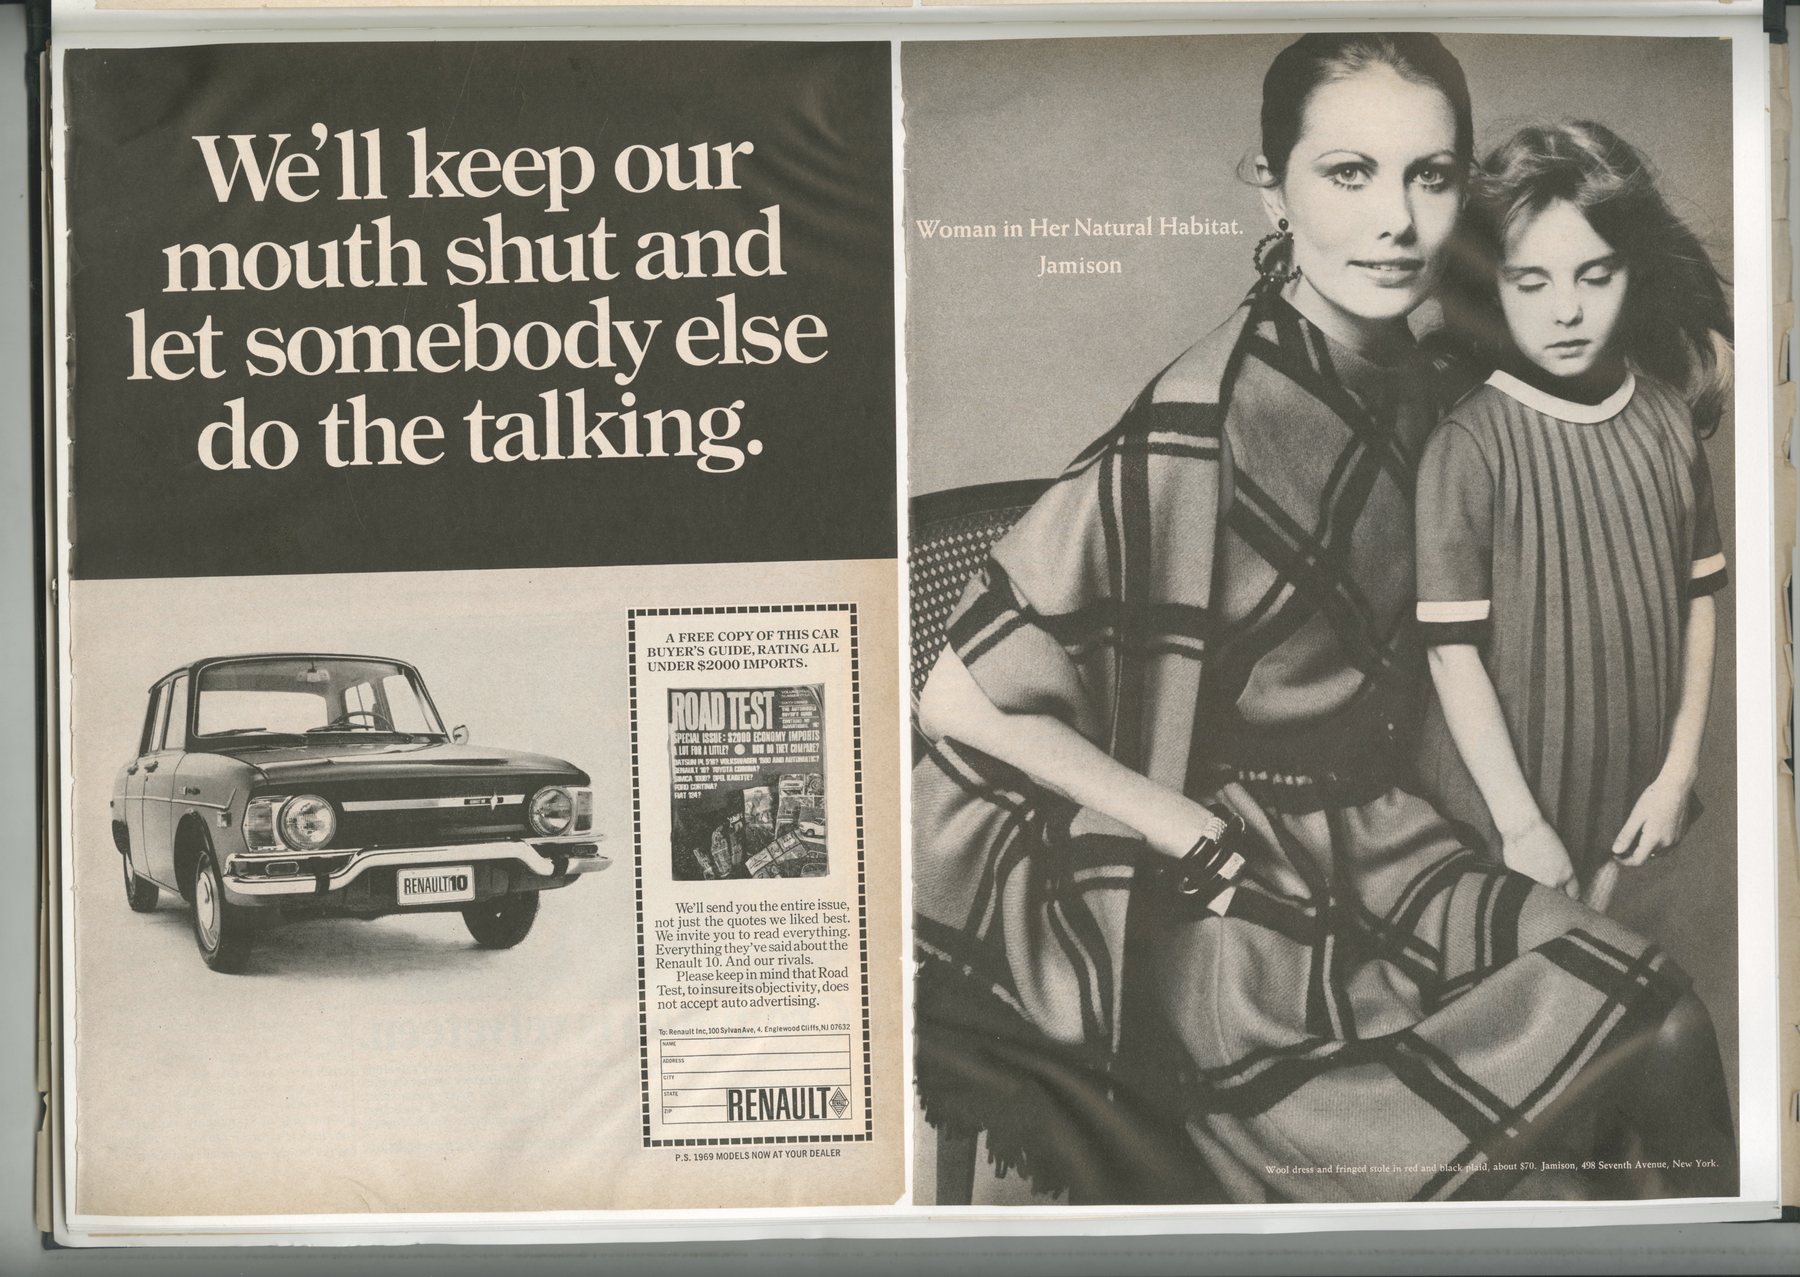 We'll keep our
mouth shut and
let somebody else
do the talking.
RENAULT 10
A FREE COPY OF THIS CAR
BUYER'S GUIDE, RATING ALL
UNDER $2000 IMPORTS.
ROAD TEST
SPECIAL ISSUE: $2000 ECONOMY IMPORTS
A LOT FOR A LITTLE? HOW DO THEY COMPARE?
RENAULT 10? TOYOTA CORONA?
SIMCA 1000? OPEL KADETTE?
FORD CORTINA?
FIAT 124?
We'll send you the entire issue,
not just the quotes we liked best.
We invite you to read everything.
Everything they've said about the
Renault 10. And our rivals.
Please keep in mind that Road
Test, to insure its objectivity, does
not accept auto advertising.
To: Renault Inc, 100 Sylvan Ave, 4. Englewood Cliffs, NJ 07632
NAME
ADDRESS
CITY
STATE
ZIP
RENAULT
P.S. 1969 MODELS NOW AT YOUR DEALER
Woman in Her Natural Habitat.
Jamison
Wool dress and fringed stole in red and black plaid, about $70. Jamison, 498 Seventh Avenue, New York.